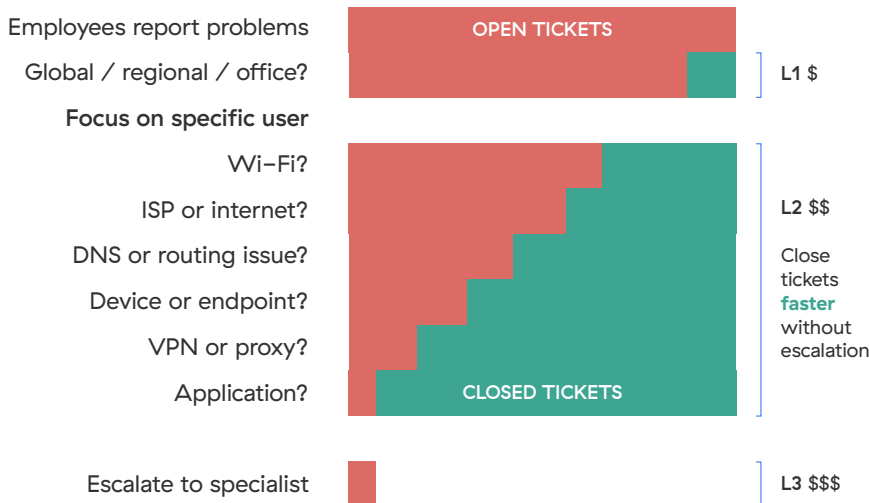 Employees report problems
OPEN TICKETS
Global / regional / office?
L1 $
Focus on specific user
Wi-Fi?
ISP or internet?
L2 $$
DNS or routing issue?
Close
tickets
faster
without
escalation
Device or endpoint?
VPN or proxy?
Application?
CLOSED TICKETS
Escalate to specialist
L3 $$$